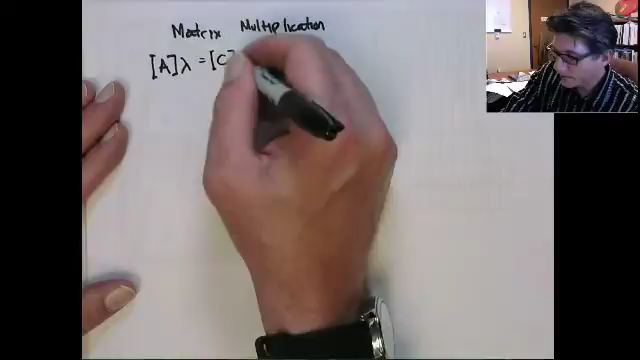 Matrix Multiplication
[A]λ = [C]